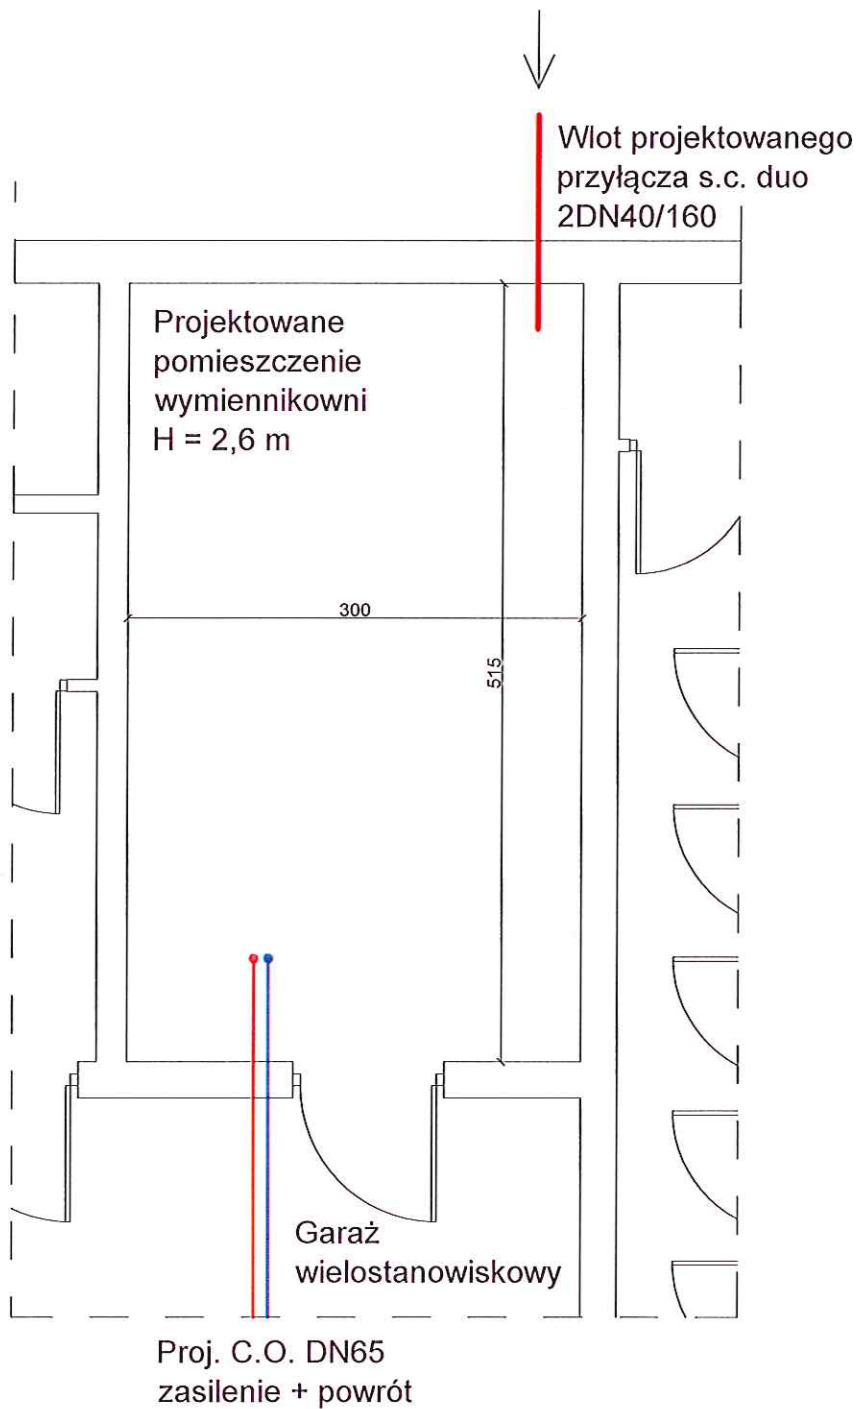 Wlot projektowanego
przyłącza s.c. duo
2DN40/160
Projektowane
pomieszczenie
wymiennikowni
H = 2,6 m
300
515
Garaż
wielostanowiskowy
Proj. C.O. DN65
zasilenie + powrót